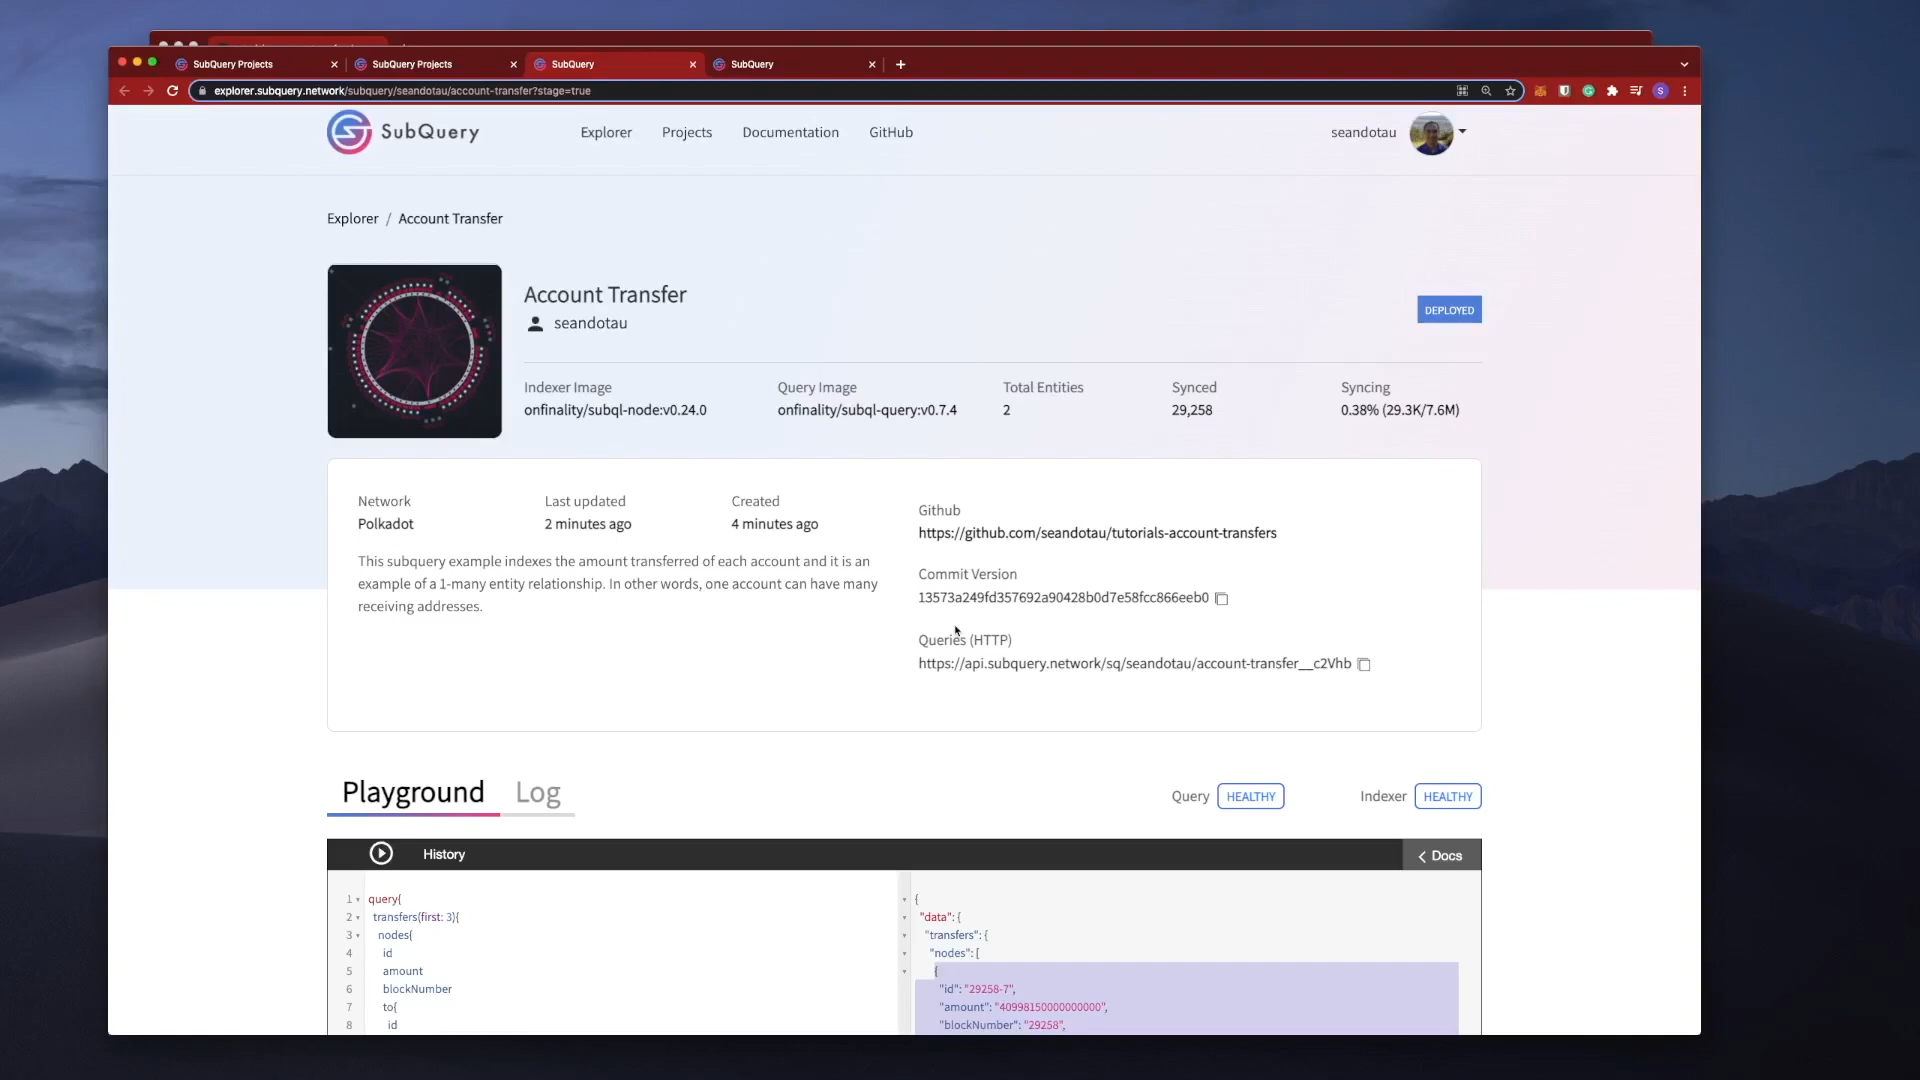 SubQuery Projects
SubQuery Projects
SubQuery
SubQuery
explorer.subquery.network/subquery/seandotau/account-transfer?stage=true
S
SubQuery
Explorer
Projects
Documentation
GitHub
seandotau
Explorer / Account Transfer
Account Transfer
seandotau
DEPLOYED
Indexer Image
Query Image
Total Entities
Synced
Syncing
onfinality/subql-node:v0.24.0
onfinality/subql-query:v0.7.4
2
29,258
0.38% (29.3K/7.6M)
Network
Last updated
Created
Polkadot
2 minutes ago
4 minutes ago
This subquery example indexes the amount transferred of each account and it is an
example of a 1-many entity relationship. In other words, one account can have many
receiving addresses.
Github
https://github.com/seandotau/tutorials-account-transfers
Commit Version
13573a249fd357692a90428b0d7e58fcc866eeb0
Queries (HTTP)
https://api.subquery.network/sq/seandotau/account-transfer__c2Vhb
Playground
Log
Query HEALTHY
Indexer HEALTHY
History
Docs
1 query{
2 transfers(first: 3){
3 nodes{
4 id
5 amount
6 blockNumber
7 to{
8 id
{
"data": {
"transfers": {
"nodes": [
{
"id": "29258-7",
"amount": "40998150000000000",
"blockNumber": "29258",